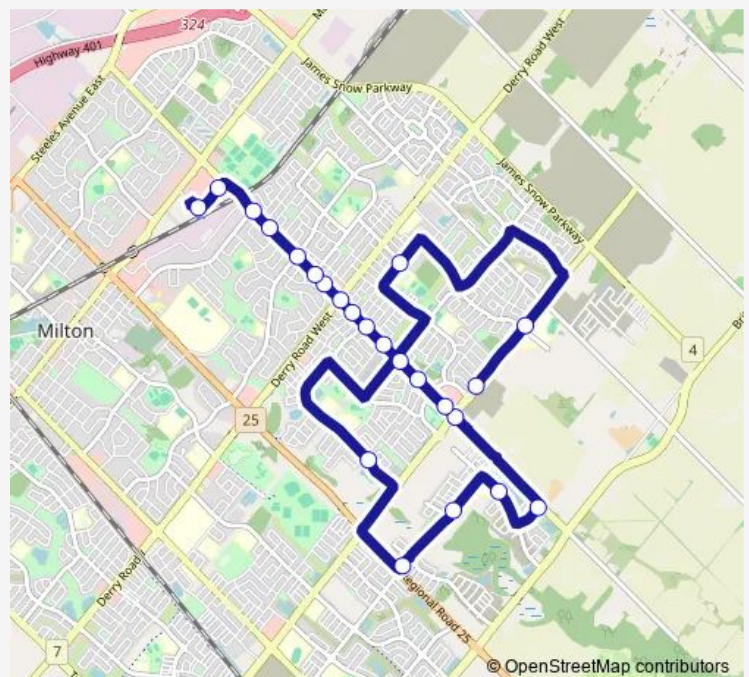 324
Highway 401
James Snow Parkway
Derry Road West
Steeles Avenue East
James Snow Parkway
Milton
Derry Road West
4
25
Derry Road
Regional Road 25
7
© OpenStreetMap contributors